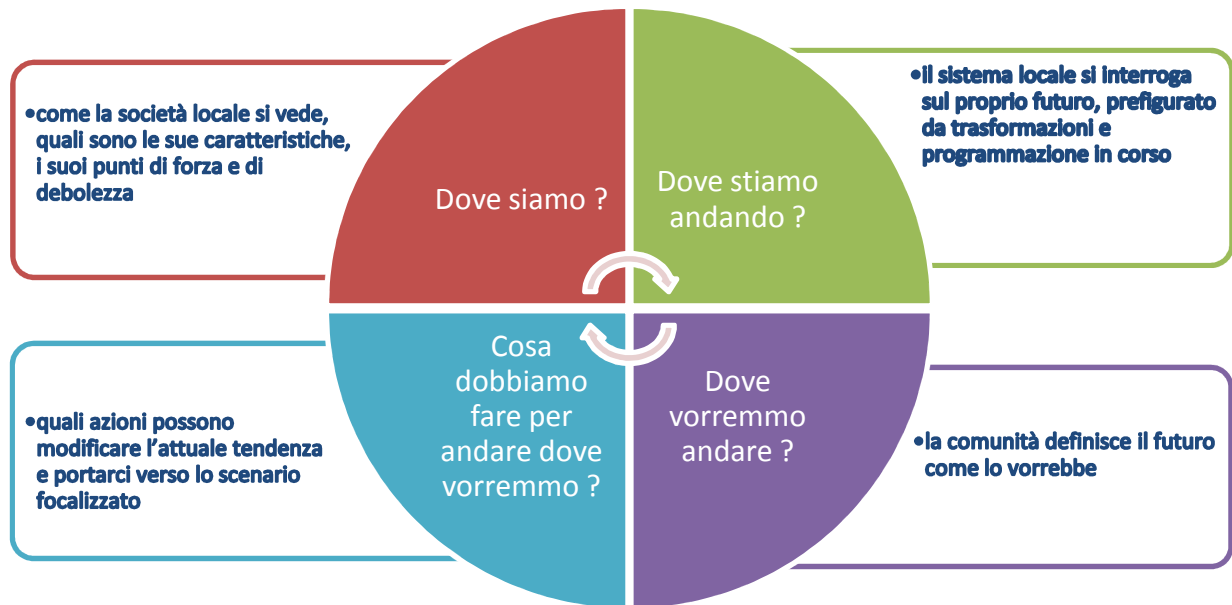 •come la società locale si vede,
quali sono le sue caratteristiche,
i suoi punti di forza e di
debolezza
Dove siamo ?
Dove stiamo
andando ?
•il sistema locale si interroga
sul proprio futuro, prefigurato
da trasformazioni e
programmazione in corso
•quali azioni possono
modificare l'attuale tendenza
e portarci verso lo scenario
focalizzato
Cosa
dobbiamo
fare per
andare dove
vorremmo ?
Dove
vorremmo
andare ?
•la comunità definisce il futuro
come lo vorrebbe